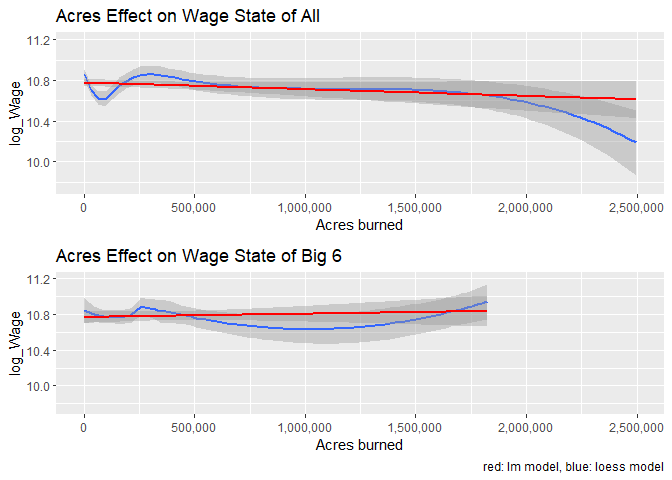 Acres Effect on Wage State of All
log_Wage
11.2
10.8
10.4
10.0
0
500,000
1,000,000
1,500,000
2,000,000
2,500,000
Acres burned
Acres Effect on Wage State of Big 6
log_Wage
11.2
10.8
10.4
10.0
0
500,000
1,000,000
1,500,000
2,000,000
2,500,000
Acres burned
red: lm model, blue: loess model